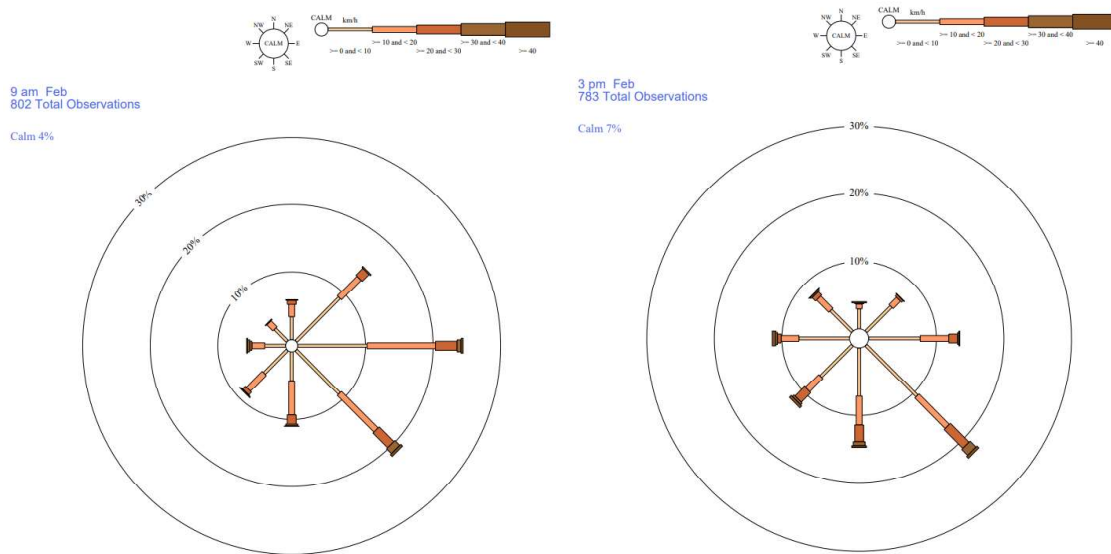 CALM km/h
N
NW NE
>= 10 and < 20 >= 30 and < 40
W CALM E
>= 0 and < 10 >= 20 and < 30 >= 40
SW SE
S
9 am Feb
802 Total Observations
Calm 4%
30%
20%
10%
CALM km/h
N
NW NE
>= 10 and < 20 >= 30 and < 40
W CALM E
>= 0 and < 10 >= 20 and < 30 >= 40
SW SE
S
3 pm Feb
783 Total Observations
Calm 7%
30%
20%
10%